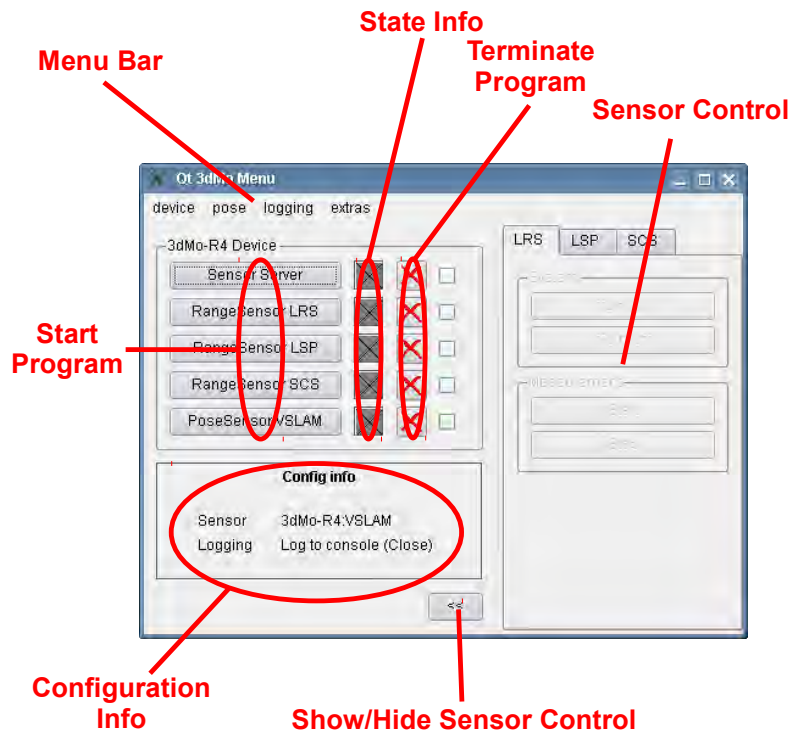 State Info
Menu Bar
Terminate
Program
Sensor Control
Qt 3dMo Menu
device pose logging extras
3dMo-R4 Device
LRS LSP SCS
Sensor Server
RangeSensor LRS
RangeSensor LSP
RangeSensor SCS
PoseSensor VSLAM
Start
Program
Config info
Sensor 3dMo-R4:VSLAM
Logging Log to console (Close)
<<
Configuration
Info
Show/Hide Sensor Control